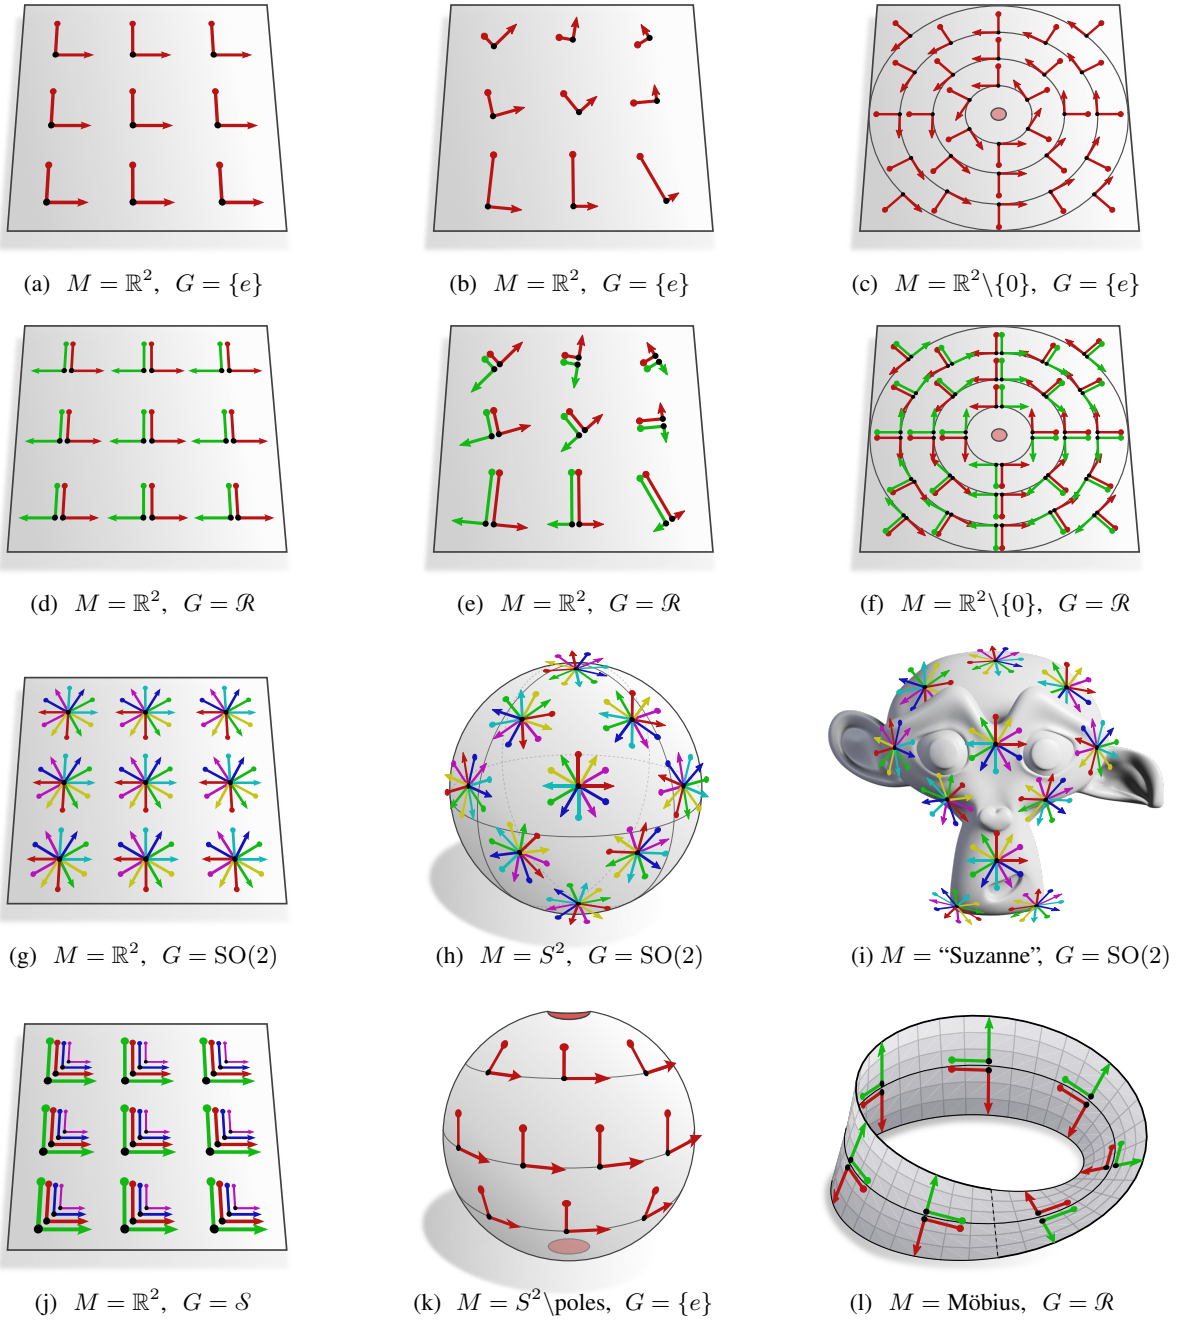 (a) M = ℝ², G = {e}
(b) M = ℝ², G = {e}
(c) M = ℝ²\{0}, G = {e}
(d) M = ℝ², G = ℛ
(e) M = ℝ², G = ℛ
(f) M = ℝ²\{0}, G = ℛ
(g) M = ℝ², G = SO(2)
(h) M = S², G = SO(2)
(i) M = “Suzanne”, G = SO(2)
(j) M = ℝ², G = 𝒮
(k) M = S²\poles, G = {e}
(l) M = Möbius, G = ℛ